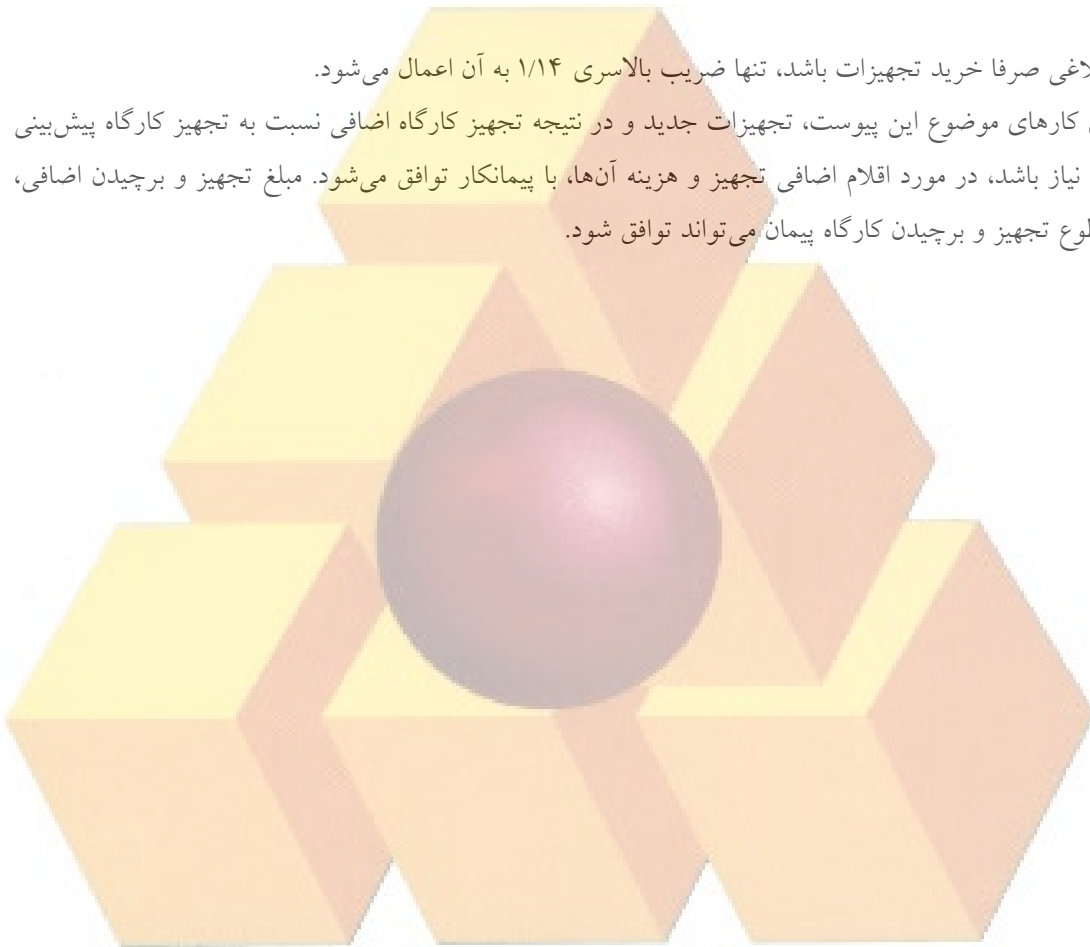 صرفا خرید تجهیزات باشد، تنها ضریب بالاسری ۱/۱۴ به آن اعمال می‌شود.
کارهای موضوع این پیوست، تجهیزات جدید و در نتیجه تجهیز کارگاه اضافی نسبت به تجهیز کارگاه پیش‌بینی
نیاز باشد، در مورد اقلام اضافی تجهیز و هزینه آن‌ها، با پیمانکار توافق می‌شود. مبلغ تجهیز و برچیدن اضافی،
تجهیز و برچیدن کارگاه پیمان می‌تواند توافق شود.